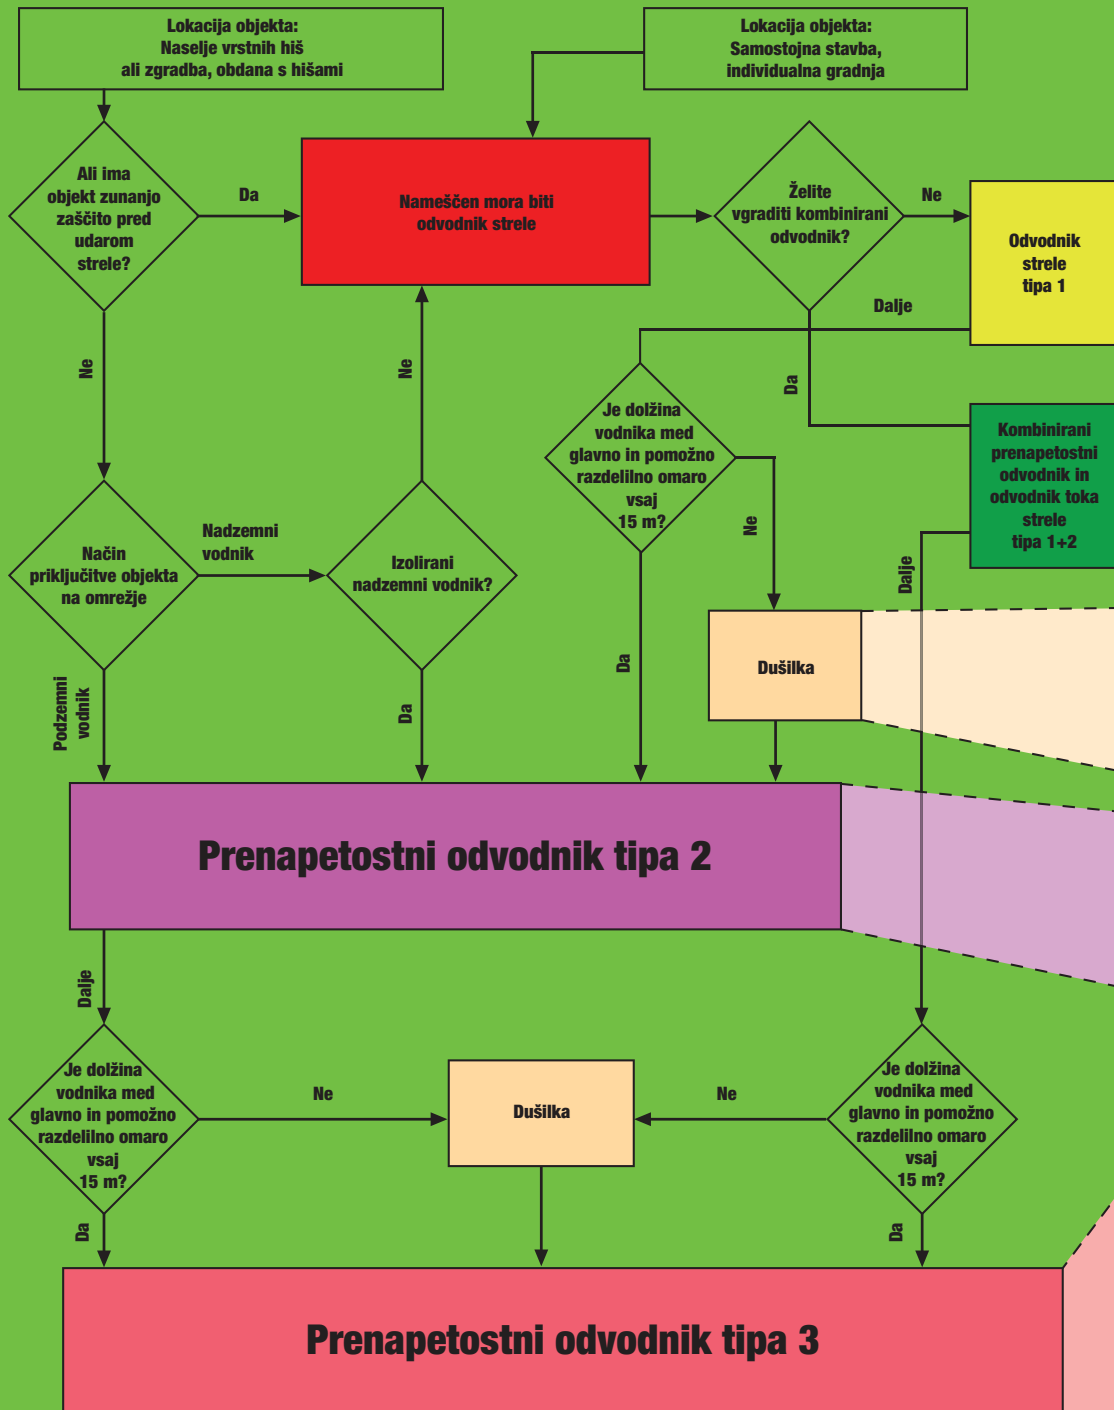 Lokacija objekta:
Naselje vrstnih hiš
ali zgradba, obdana s hišami
Lokacija objekta:
Samostojna stavba,
individualna gradnja
Ali ima
objekt zunanjo
zaščito pred
udarom
strele?
Da
Nameščen mora biti
odvodnik strele
Želite
vgraditi kombinirani
odvodnik?
Ne
Odvodnik
strele
tipa 1
Dalje
Ne
Ne
Da
Je dolžina
vodnika med
glavno in pomožno
razdelilno omaro
vsaj
15 m?
Kombinirani
prenapetostni
odvodnik in
odvodnik toka
strele
tipa 1+2
Način
priključitve objekta
na omrežje
Nadzemni
vodnik
Izolirani
nadzemni vodnik?
Ne
Dalje
Dušilka
Podzemni
vodnik
Da
Da
Prenapetostni odvodnik tipa 2
Dalje
Je dolžina
vodnika med
glavno in pomožno
razdelilno omaro
vsaj
15 m?
Ne
Dušilka
Ne
Je dolžina
vodnika med
glavno in pomožno
razdelilno omaro
vsaj
15 m?
Da
Da
Prenapetostni odvodnik tipa 3